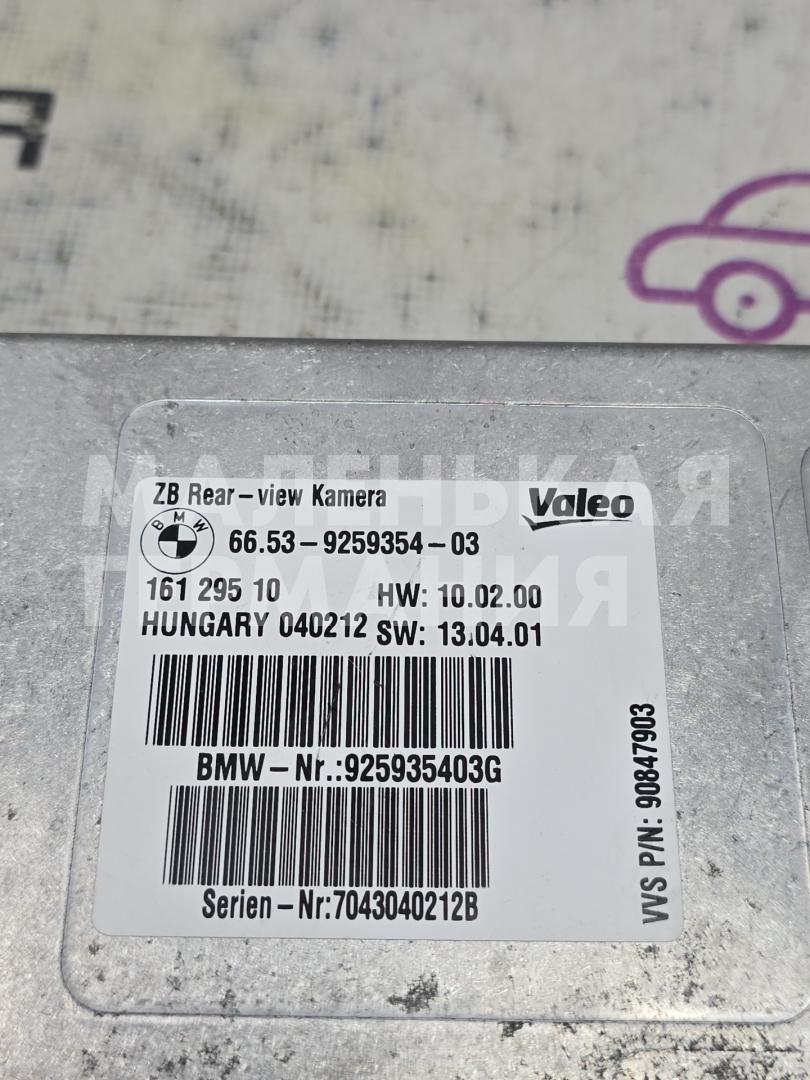 МАЛЕНЬКАЯ
ZB Rear-view Kamera
Valeo
BMW
66.53-9259354-03
161 295 10
HW: 10.02.00
HUNGARY 040212
SW: 13.04.01
BMW-Nr.:925935403G
Serien-Nr:7043040212B
VVS P/N: 90847903